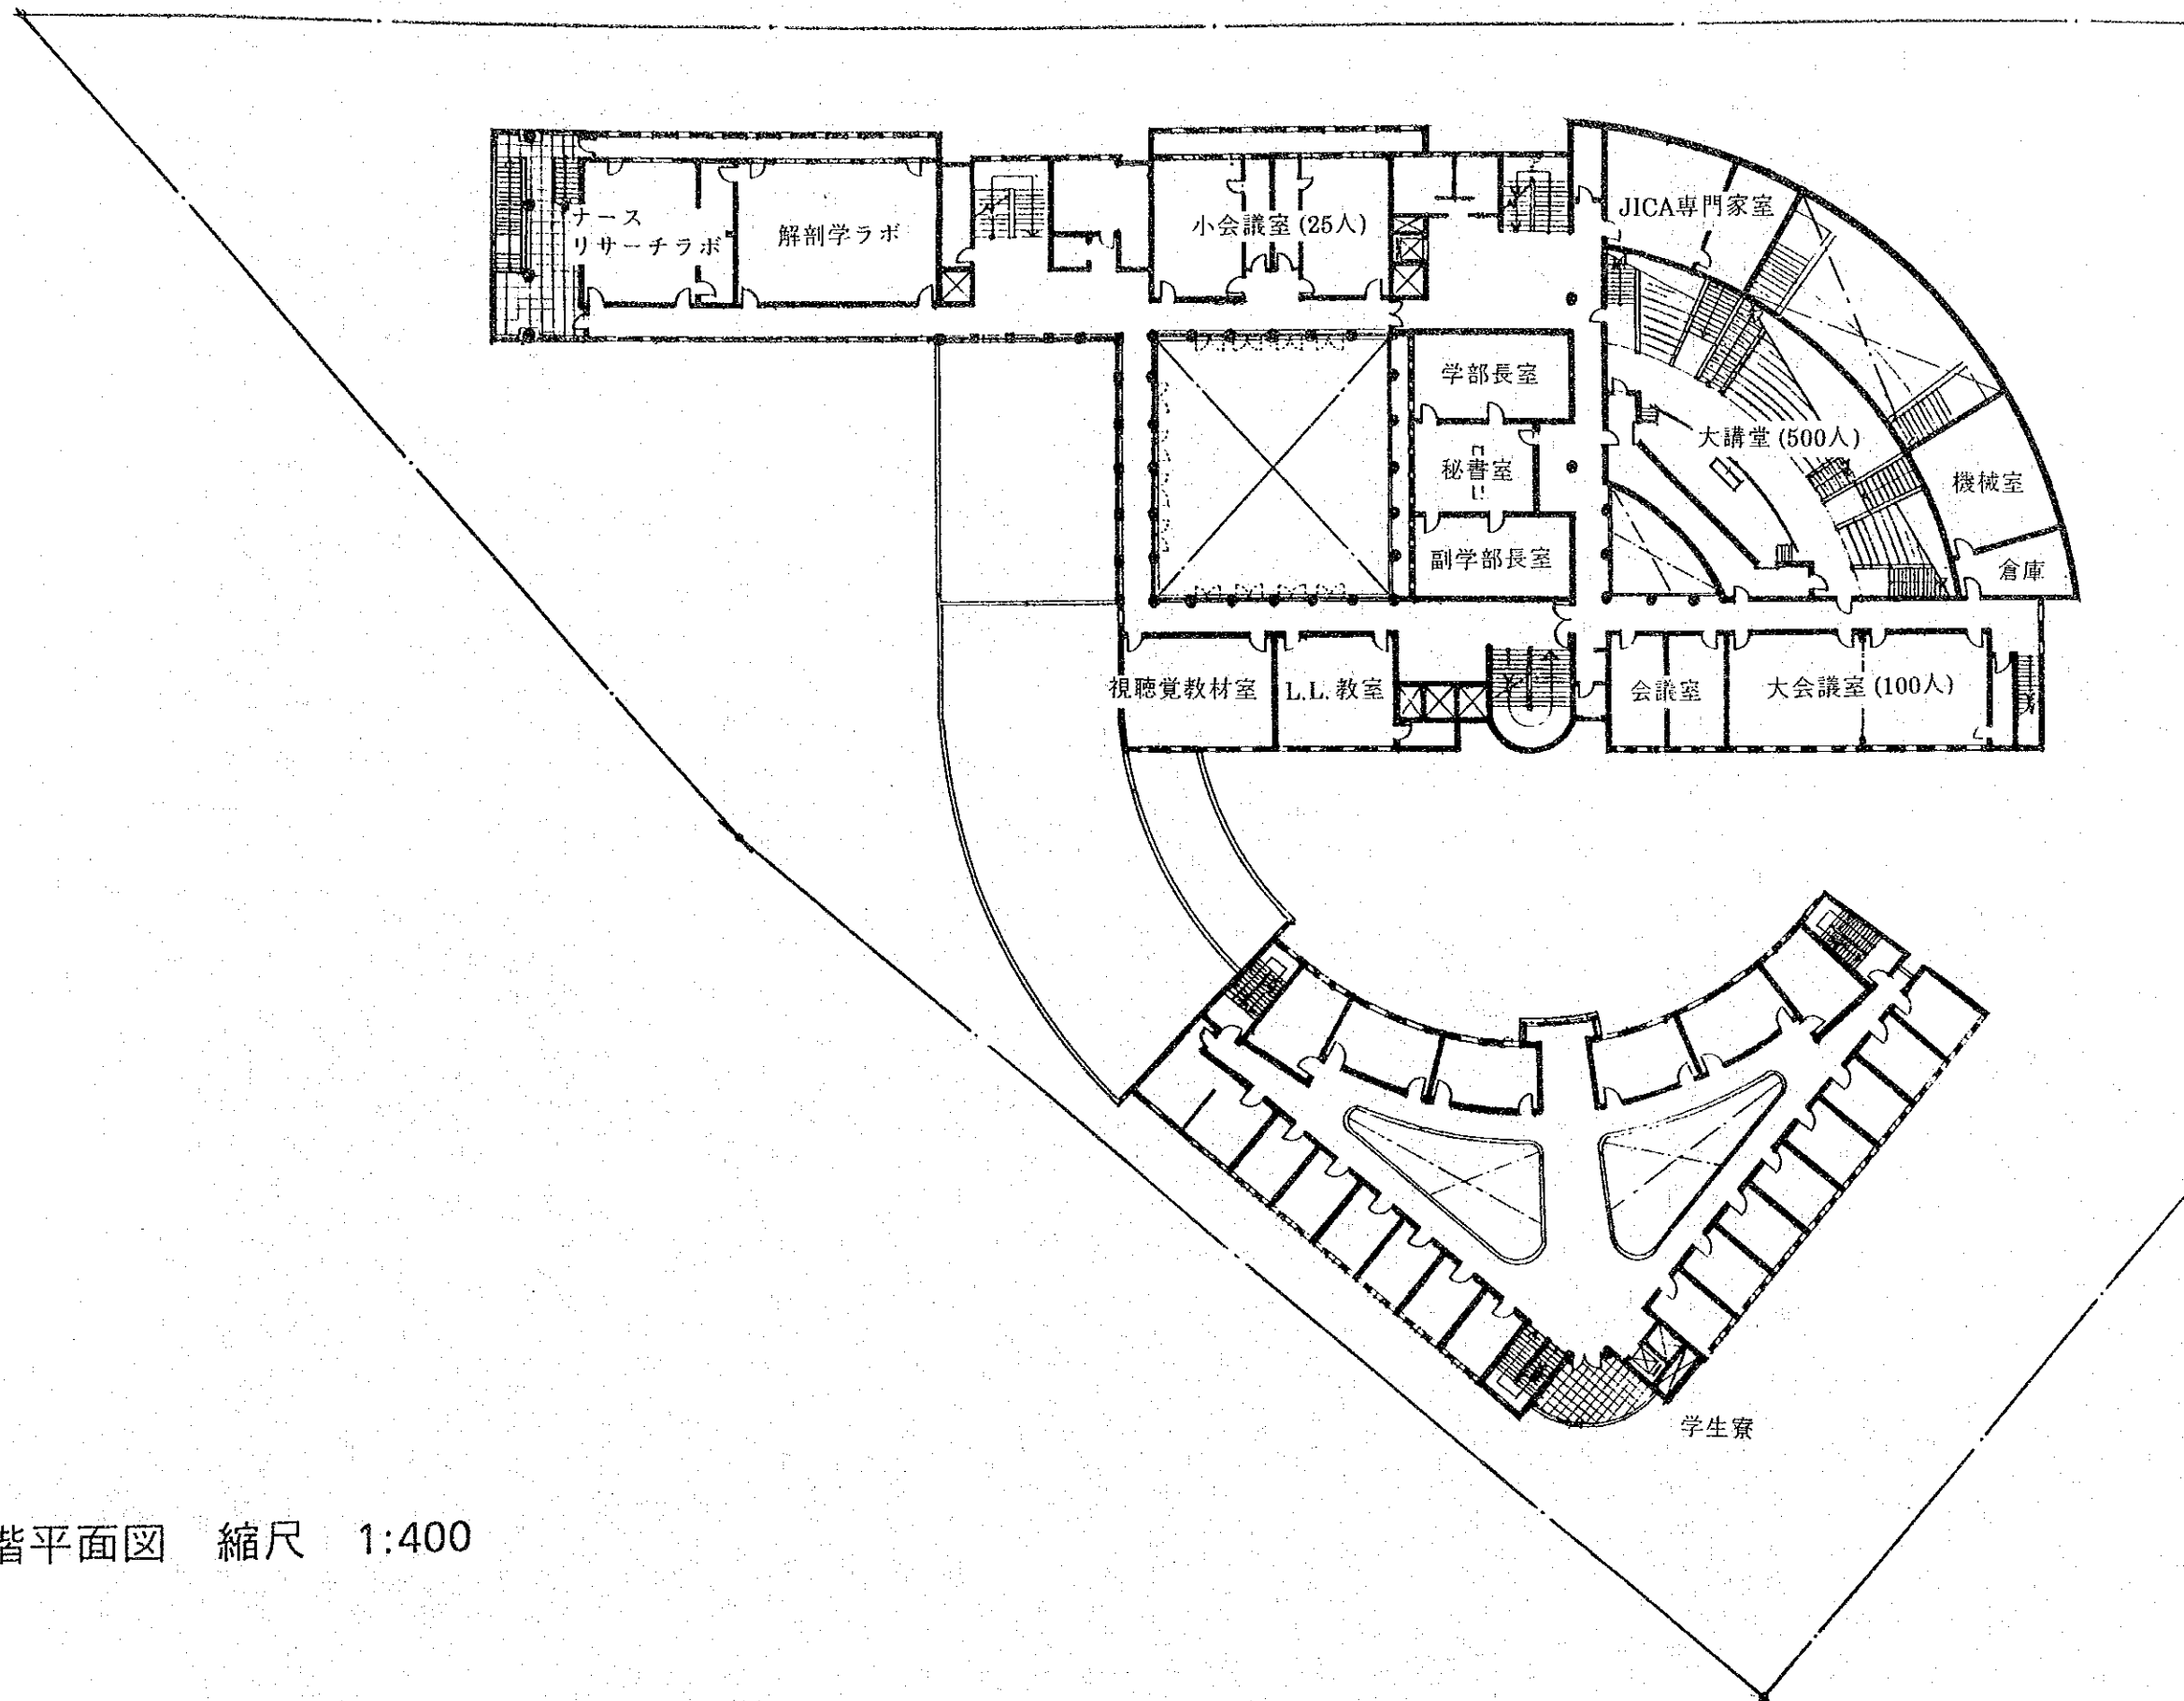 JICA専門家室
ナース
リサーチラボ
解剖学ラボ
小会議室 (25人)
学部長室
大講堂 (500人)
秘書室
機械室
副学部長室
倉庫
視聴覚教材室
L.L. 教室
会議室
大会議室 (100人)
学生寮
階平面図 縮尺 1:400